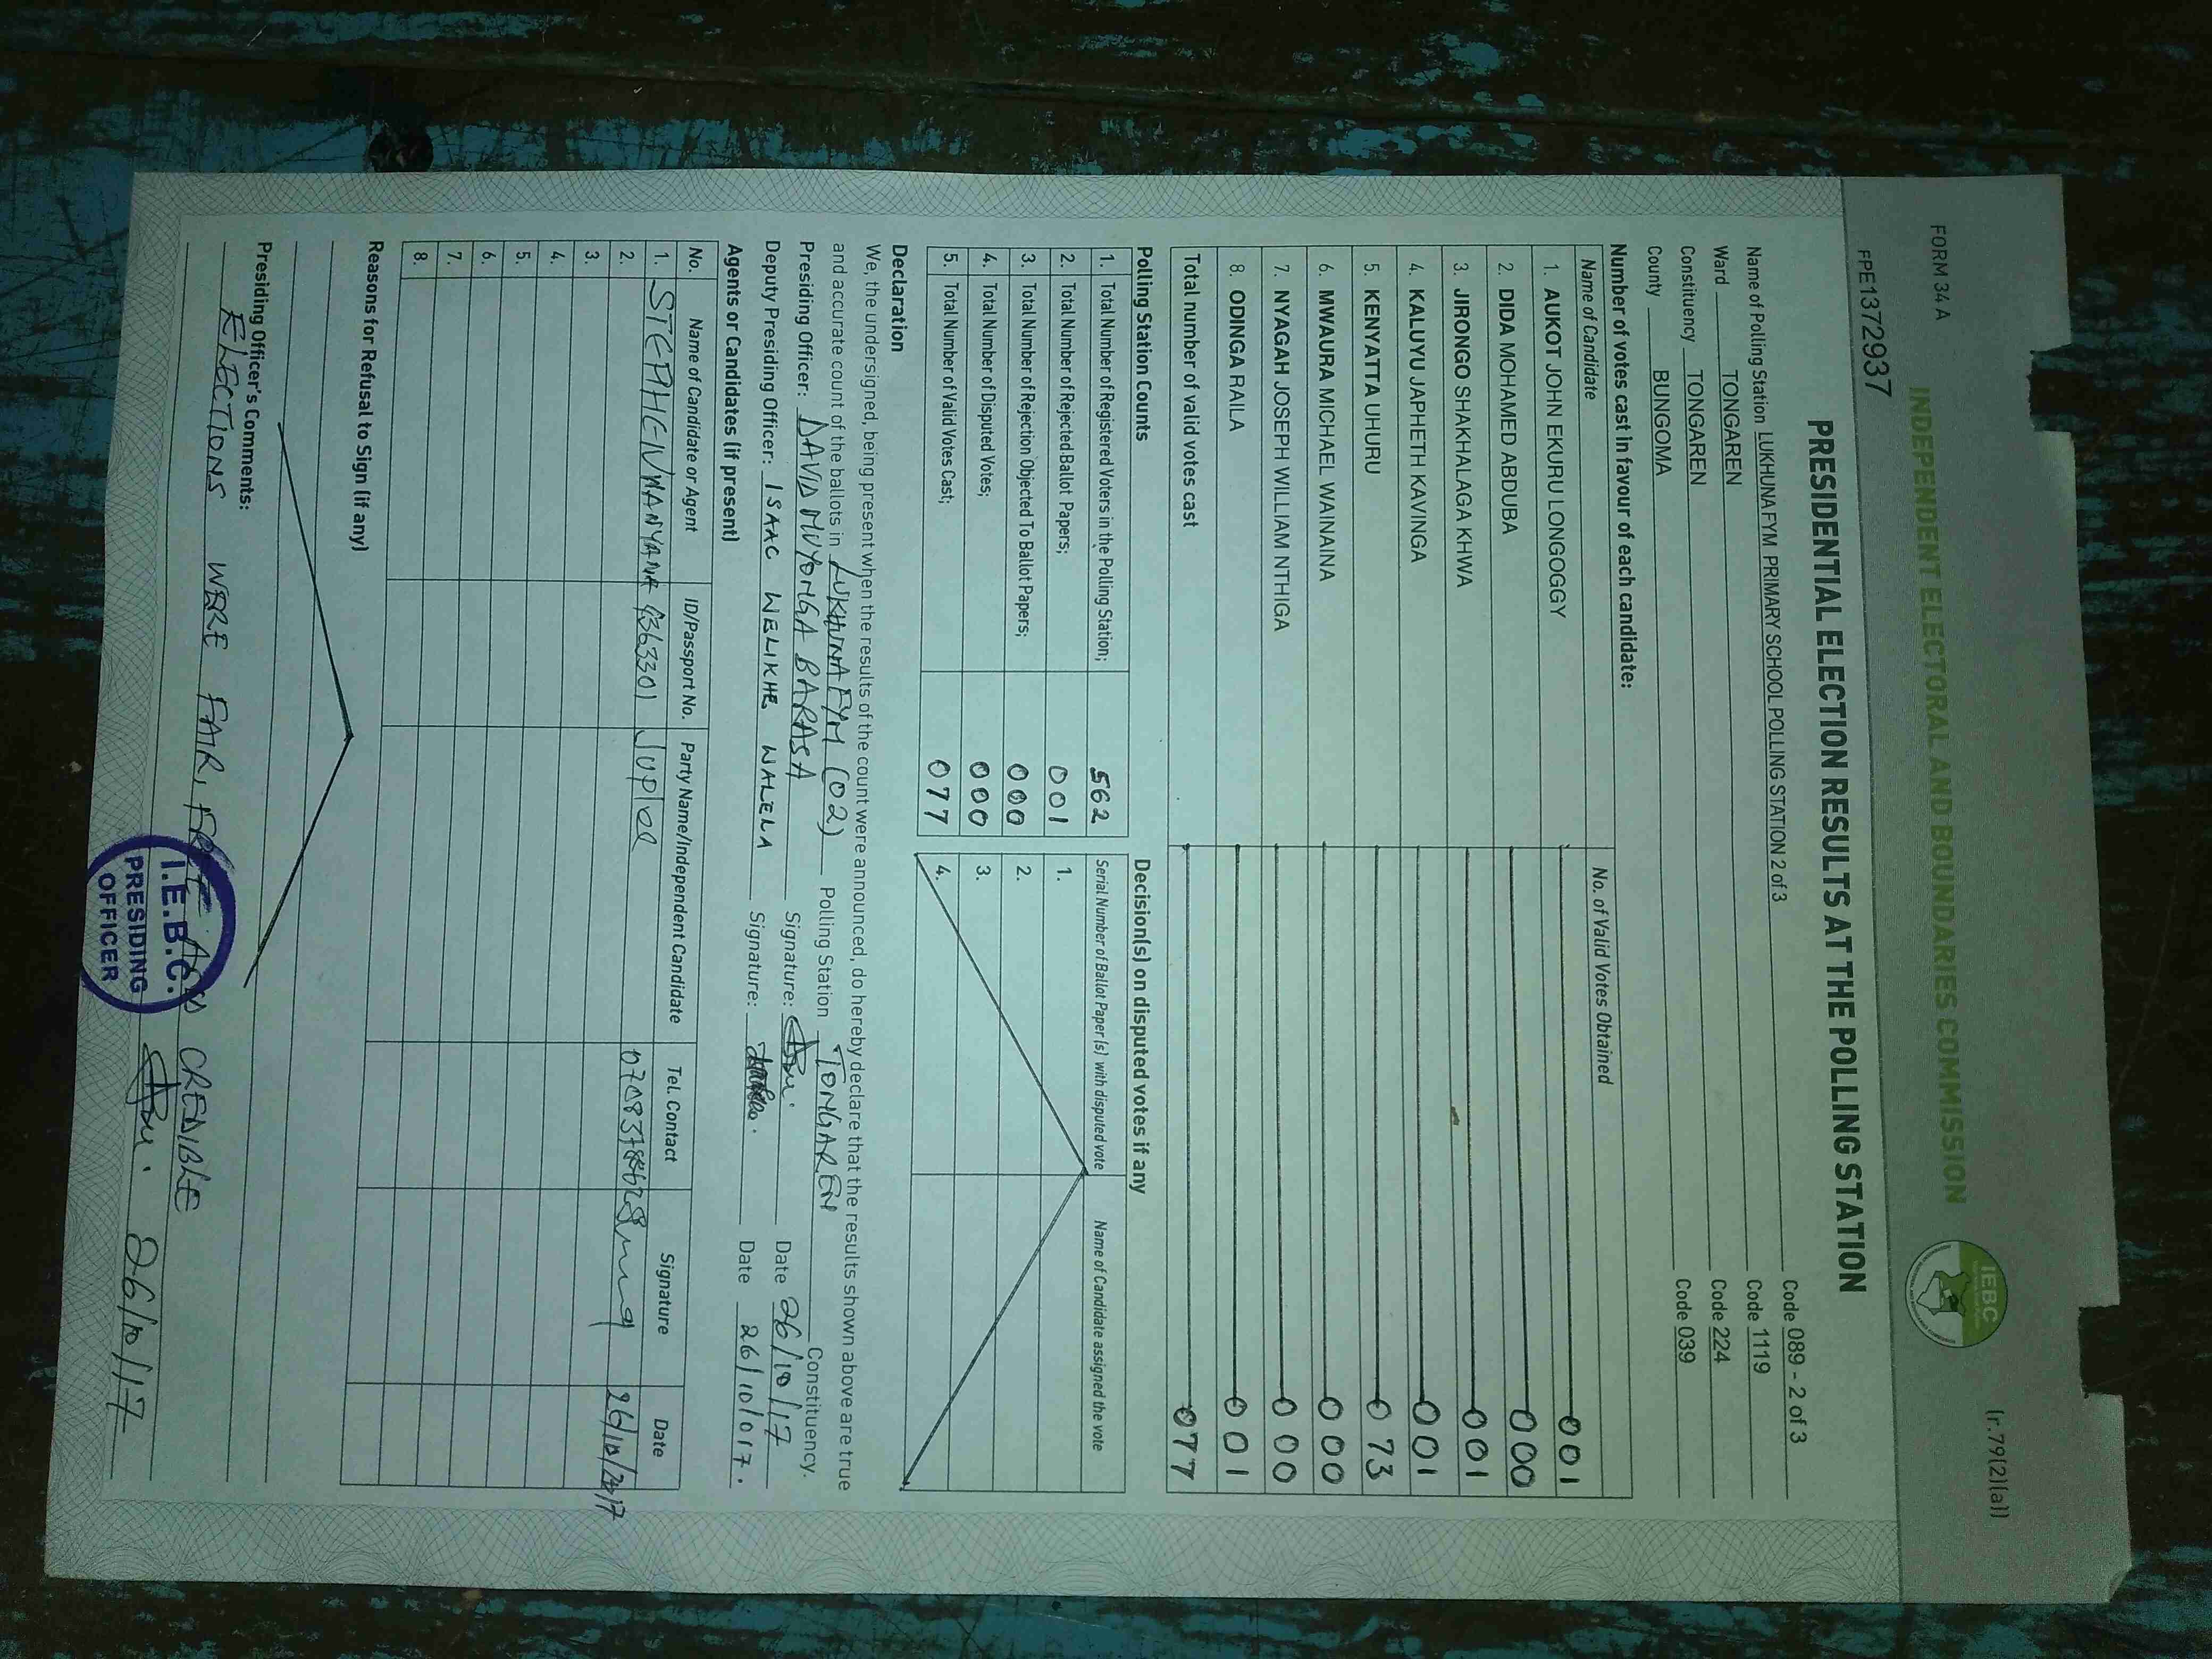 FORM 34 A
(r.79(2)(a))
INDEPENDENT ELECTORAL AND BOUNDARIES COMMISSION
IEBC
FPE1372937
PRESIDENTIAL ELECTION RESULTS AT THE POLLING STATION
Name of Polling Station LUKHUNA FYM PRIMARY SCHOOL POLLING STATION 2 of 3 Code 089 - 2 of 3
Ward TONGAREN Code 1119
Constituency TONGAREN Code 224
County BUNGOMA Code 039
Number of votes cast in favour of each candidate:
Name of Candidate No. of Valid Votes Obtained
1. AUKOT JOHN EKURU LONGOGGY 001
2. DIDA MOHAMED ABDUBA 000
3. JIRONGO SHAKHALAGA KHWA 001
4. KALUYU JAPHETH KAVINGA 001
5. KENYATTA UHURU 073
6. MWAURA MICHAEL WAINAINA 000
7. NYAGAH JOSEPH WILLIAM NTHIGA 000
8. ODINGA RAILA 001
Total number of valid votes cast 077
Polling Station Counts Decision(s) on disputed votes if any
1. Total Number of Registered Voters in the Polling Station; 562 Serial Number of Ballot Paper (s) with disputed vote Name of Candidate assigned the vote
2. Total Number of Rejected Ballot Papers; 001 1.
3. Total Number of Rejection Objected To Ballot Papers; 000 2.
4. Total Number of Disputed Votes; 000 3.
5. Total Number of Valid Votes Cast; 077 4.
Declaration
We, the undersigned, being present when the results of the count were announced, do hereby declare that the results shown above are true
and accurate count of the ballots in LUKHUNA FYM (02) Polling Station TONGAREN Constituency.
Presiding Officer: DAVID MUYONGA BARASA Signature: Date 26/10/17
Deputy Presiding Officer: ISAAC WELIKHE WALELA Signature: Date 26/10/017.
Agents or Candidates (if present)
No. Name of Candidate or Agent ID/Passport No. Party Name/Independent Candidate Tel. Contact Signature Date
1. STEPHEN MANYANA Jubilee
2.
3.
4.
5.
6.
7.
8.
Reasons for Refusal to Sign (if any)
Presiding Officer's Comments:
ELECTIONS WERE FAIR, FREE AND CREDIBLE
26/10/17
I.E.B.C.
PRESIDING
OFFICER